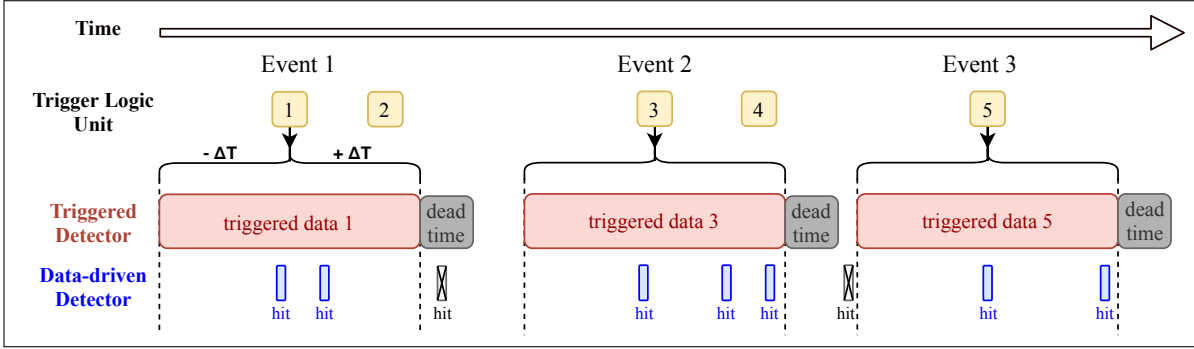 Time
Event 1
Event 2
Event 3
Trigger Logic
Unit
1
2
3
4
5
- ΔT
+ ΔT
Triggered
Detector
triggered data 1
dead
time
triggered data 3
dead
time
triggered data 5
dead
time
Data-driven
Detector
hit
hit
hit
hit
hit
hit
hit
hit
hit